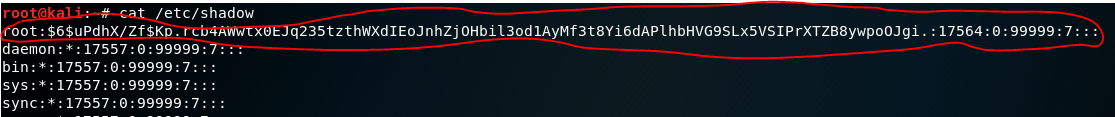 root@kali:~# cat /etc/shadow
root:$6$uPdhX/Zf$Kp.rcb4AWwtx0EJq235tzthWXdIEoJnhZjOHbil3od1AyMf3t8Yi6dAPlhbHVG9SLx5VSIPrXTZB8ywpoOJgi.:17564:0:99999:7:::
daemon:*:17557:0:99999:7:::
bin:*:17557:0:99999:7:::
sys:*:17557:0:99999:7:::
sync:*:17557:0:99999:7:::